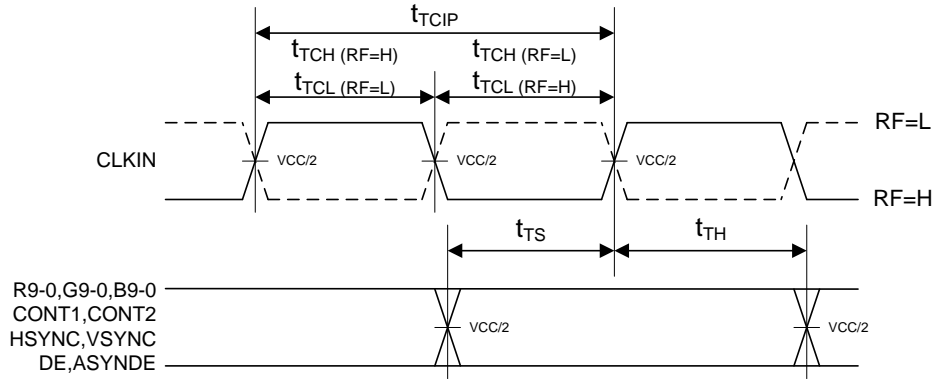 tTCIP
tTCH (RF=H) tTCH (RF=L)
tTCL (RF=L) tTCL (RF=H)
RF=L
CLKIN VCC/2 VCC/2 VCC/2
RF=H
tTS tTH
R9-0,G9-0,B9-0
CONT1,CONT2
VCC/2 VCC/2
HSYNC,VSYNC
DE,ASYNDE